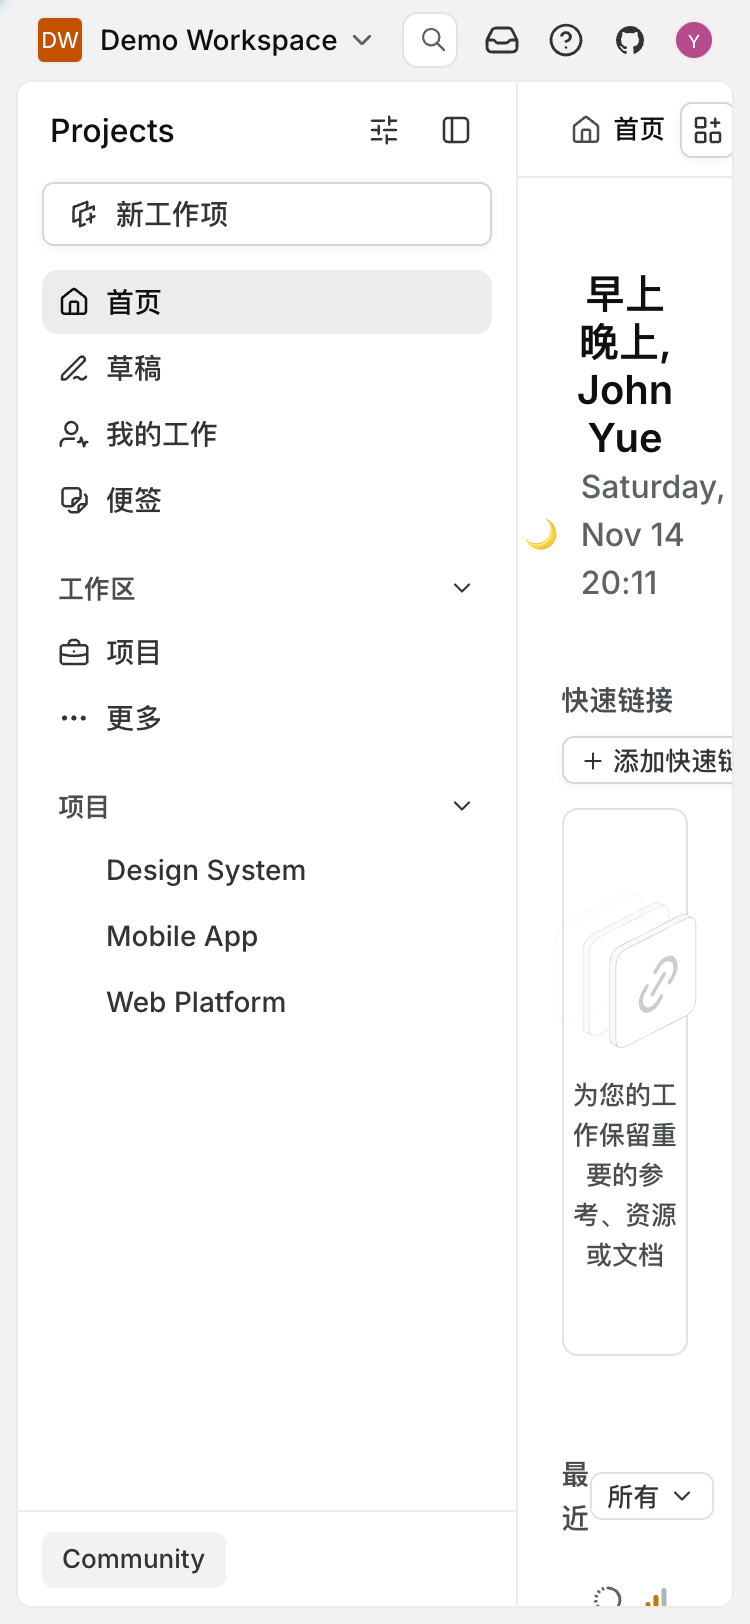 DW Demo Workspace
Y
Projects
新工作项
首页
草稿
我的工作
便签
工作区
项目
更多
项目
Design System
Mobile App
Web Platform
Community
首页
早上
晚上,
John
Yue
Saturday,
Nov 14
20:11
快速链接
添加快速链
为您的工
作保留重
要的参
考、资源
或文档
最
近
所有